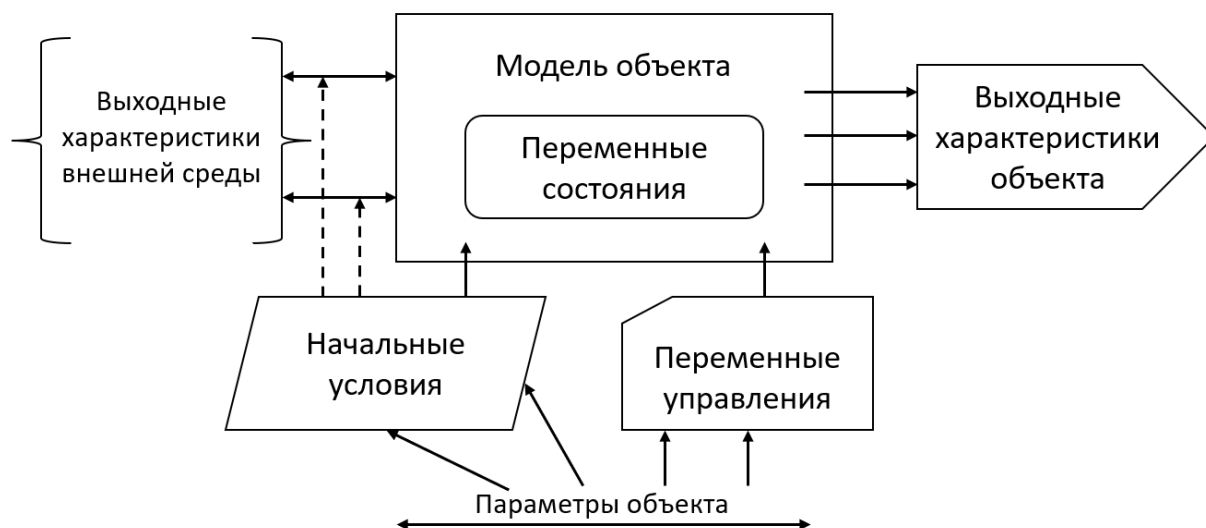 Выходные
характеристики
внешней среды
Модель объекта
Переменные
состояния
Выходные
характеристики
объекта
Начальные
условия
Переменные
управления
Параметры объекта